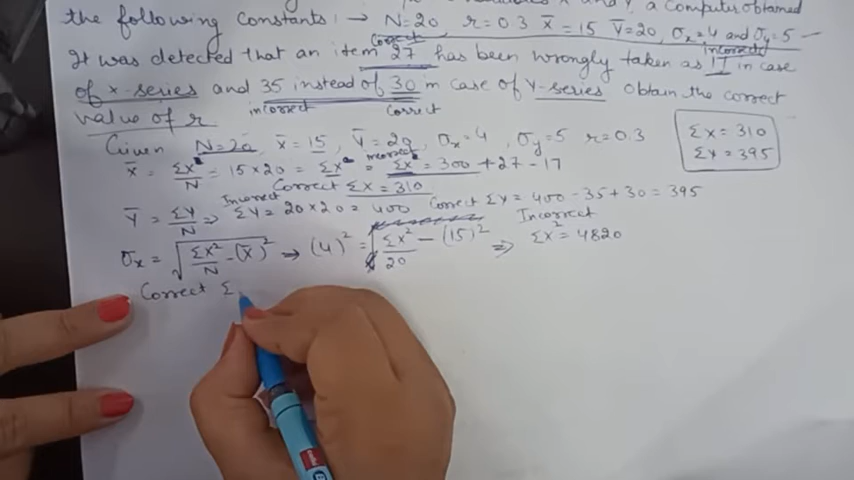 X and Y, a Computer obtained
the following Constants :→ N=20 r=0.3 X̄=15 Ȳ=20, σx=4 and σy=5 -
Correct incorrect
It was detected that an item 27 has been wrongly taken as 17 in case
of x-series and 35 instead of 30 in case of Y-series Obtain the correct
incorrect Correct
value of r
Given N=20, x̄=15, Ȳ=20, σx=4, σy=5 r=0.3
ΣX=310
ΣY=395
incorrect
X̄ = ΣX/N = 15×20 = ΣX = ΣX = 300 +27-17
Correct ΣX=310
Incorrect
Ȳ = ΣY/N ⇒ ΣY = 20×20 = 400 Correct ΣY = 400-35+30 = 395
Incorrect
σx = √ΣX²/N - (X̄)² → (4)² = ΣX²/20 - (15)² ⇒ ΣX² = 4820
Correct Σ